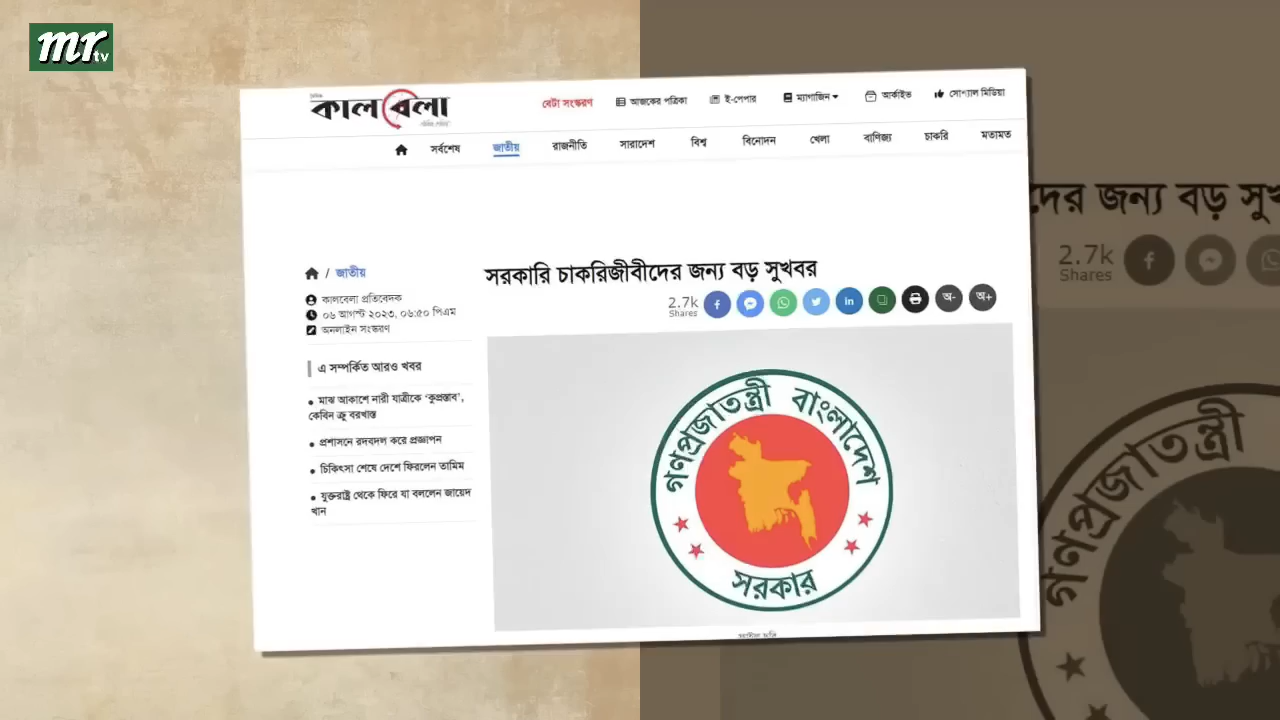 mr tv
কালবেলা
বেটা সংস্করণ আজকের পত্রিকা ই-পেপার ম্যাগাজিন আর্কাইভ সোশ্যাল মিডিয়া
সর্বশেষ জাতীয় রাজনীতি সারাদেশ বিশ্ব বিনোদন খেলা বাণিজ্য চাকরি মতামত
/ জাতীয়
কালবেলা প্রতিবেদক
০৬ আগস্ট ২০২৩, ০৬:৫০ পিএম
অনলাইন সংস্করণ
এ সম্পর্কিত আরও খবর
• মাঝ আকাশে নারী যাত্রীকে ‘কুপ্রস্তাব’,
কেবিন ক্রু বরখাস্ত
• প্রশাসনে রদবদল করে প্রজ্ঞাপন
• চিকিৎসা শেষে দেশে ফিরলেন তামিম
• যুক্তরাষ্ট্র থেকে ফিরে যা বললেন জায়েদ
খান
সরকারি চাকরিজীবীদের জন্য বড় সুখবর
2.7k
Shares
অ- অ+
গণপ্রজাতন্ত্রী বাংলাদেশ
সরকার
দের জন্য বড় সুখ
2.7k
Shares
গণপ্রজাতন্ত্রী